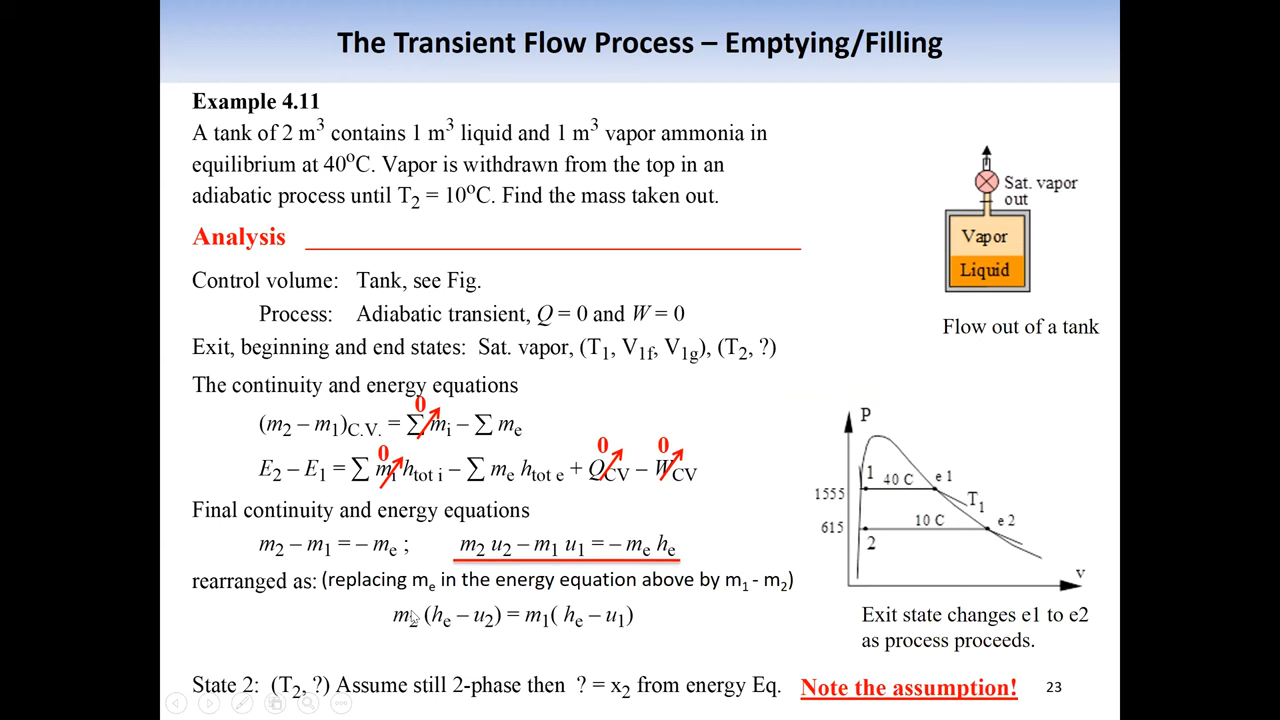 The Transient Flow Process – Emptying/Filling
Example 4.11
A tank of 2 m³ contains 1 m³ liquid and 1 m³ vapor ammonia in
equilibrium at 40ºC. Vapor is withdrawn from the top in an
adiabatic process until T₂ = 10ºC. Find the mass taken out.
Analysis
Control volume: Tank, see Fig.
Process: Adiabatic transient, Q = 0 and W = 0
Exit, beginning and end states: Sat. vapor, (T₁, V₁f, V₁g), (T₂, ?)
The continuity and energy equations
0
(m₂ – m₁)C.V. = ∑ mᵢ – ∑ mₑ
0 0 0
E₂ – E₁ = ∑ mᵢ h tot i – ∑ mₑ h tot e + QCV – WCV
Final continuity and energy equations
m₂ – m₁ = – mₑ ; m₂ u₂ – m₁ u₁ = – mₑ hₑ
rearranged as: (replacing mₑ in the energy equation above by m₁ - m₂)
m₂ (hₑ – u₂) = m₁( hₑ – u₁)
State 2: (T₂, ?) Assume still 2-phase then ? = x₂ from energy Eq. Note the assumption!
23
Sat. vapor
out
Vapor
Liquid
Flow out of a tank
P
1 40 C e 1
1555
T₁
615
10 C e 2
2
v
Exit state changes e1 to e2
as process proceeds.